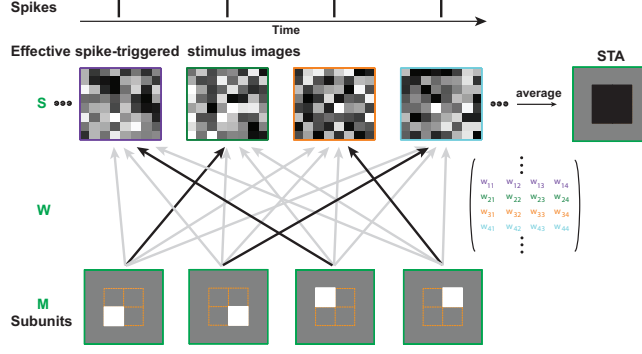 Spikes
Time
Effective spike-triggered stimulus images
STA
S
average
W
w11 w12 w13 w14
w21 w22 w23 w24
w31 w32 w33 w34
w41 w42 w43 w44
M
Subunits